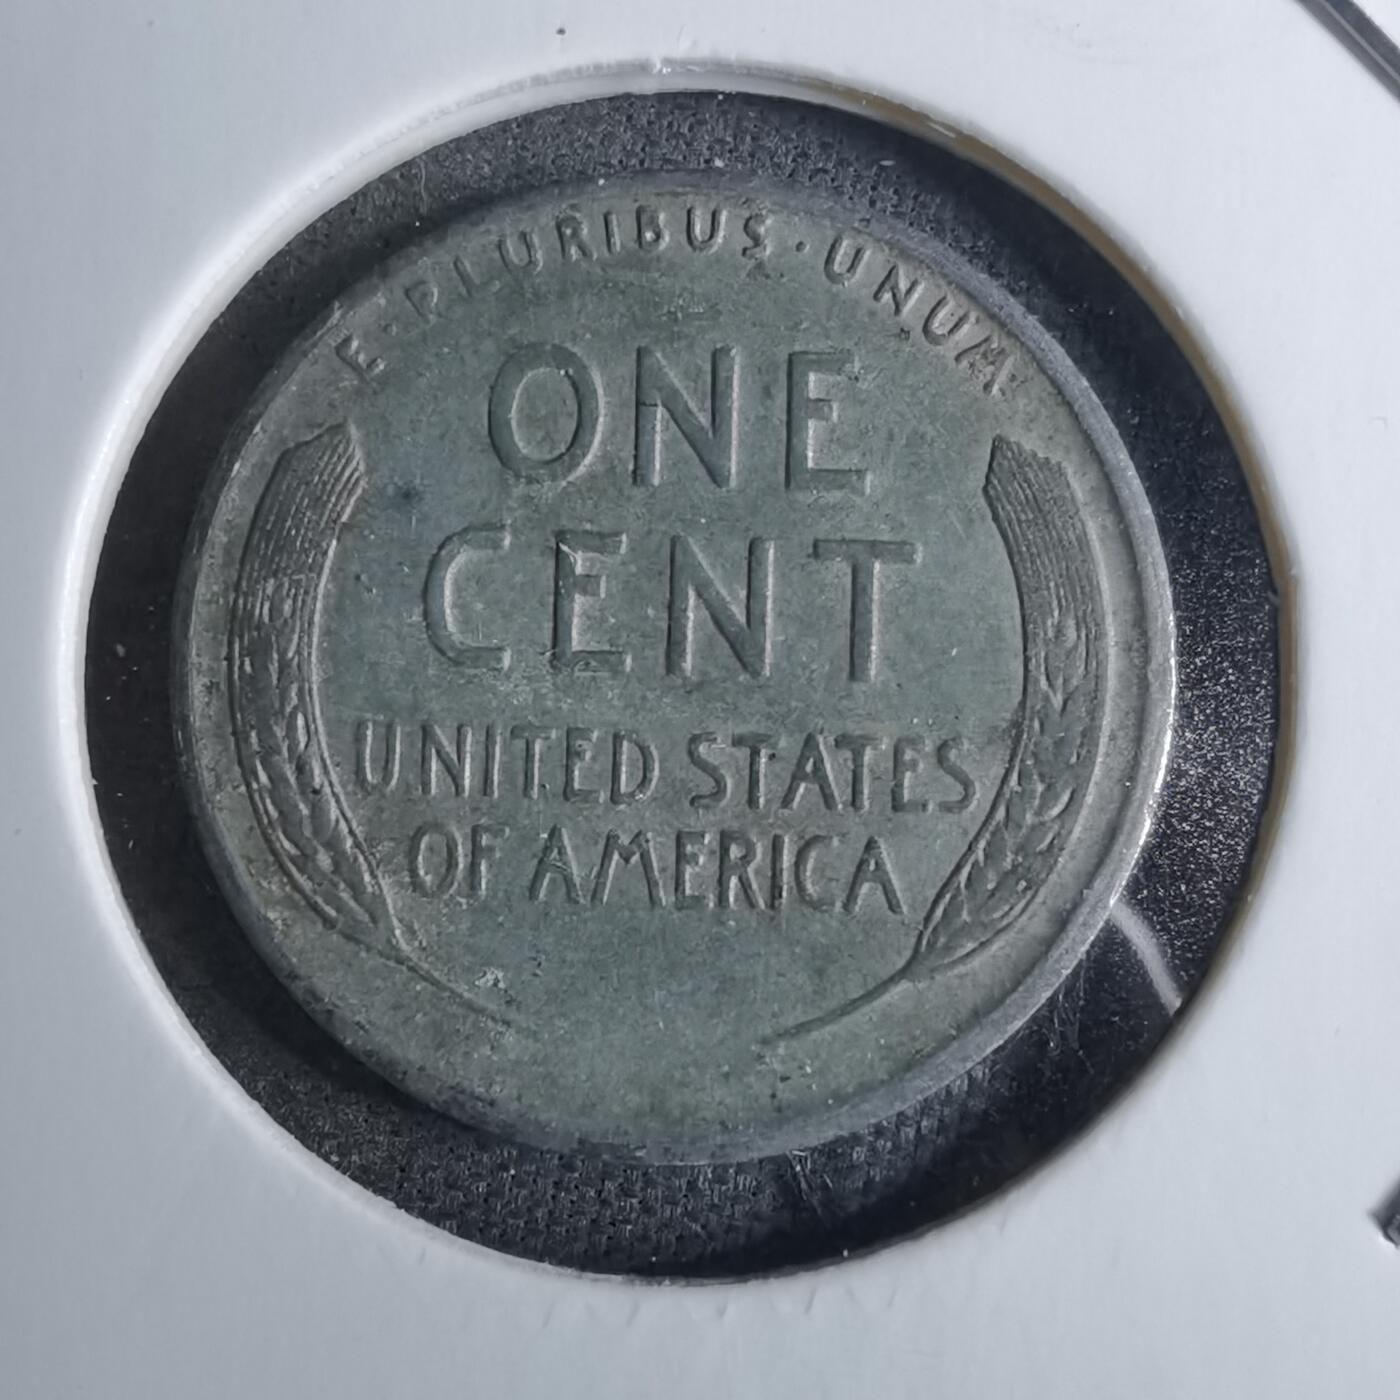 E·PLURIBUS·UNUM
ONE
CENT
UNITED STATES
OF AMERICA